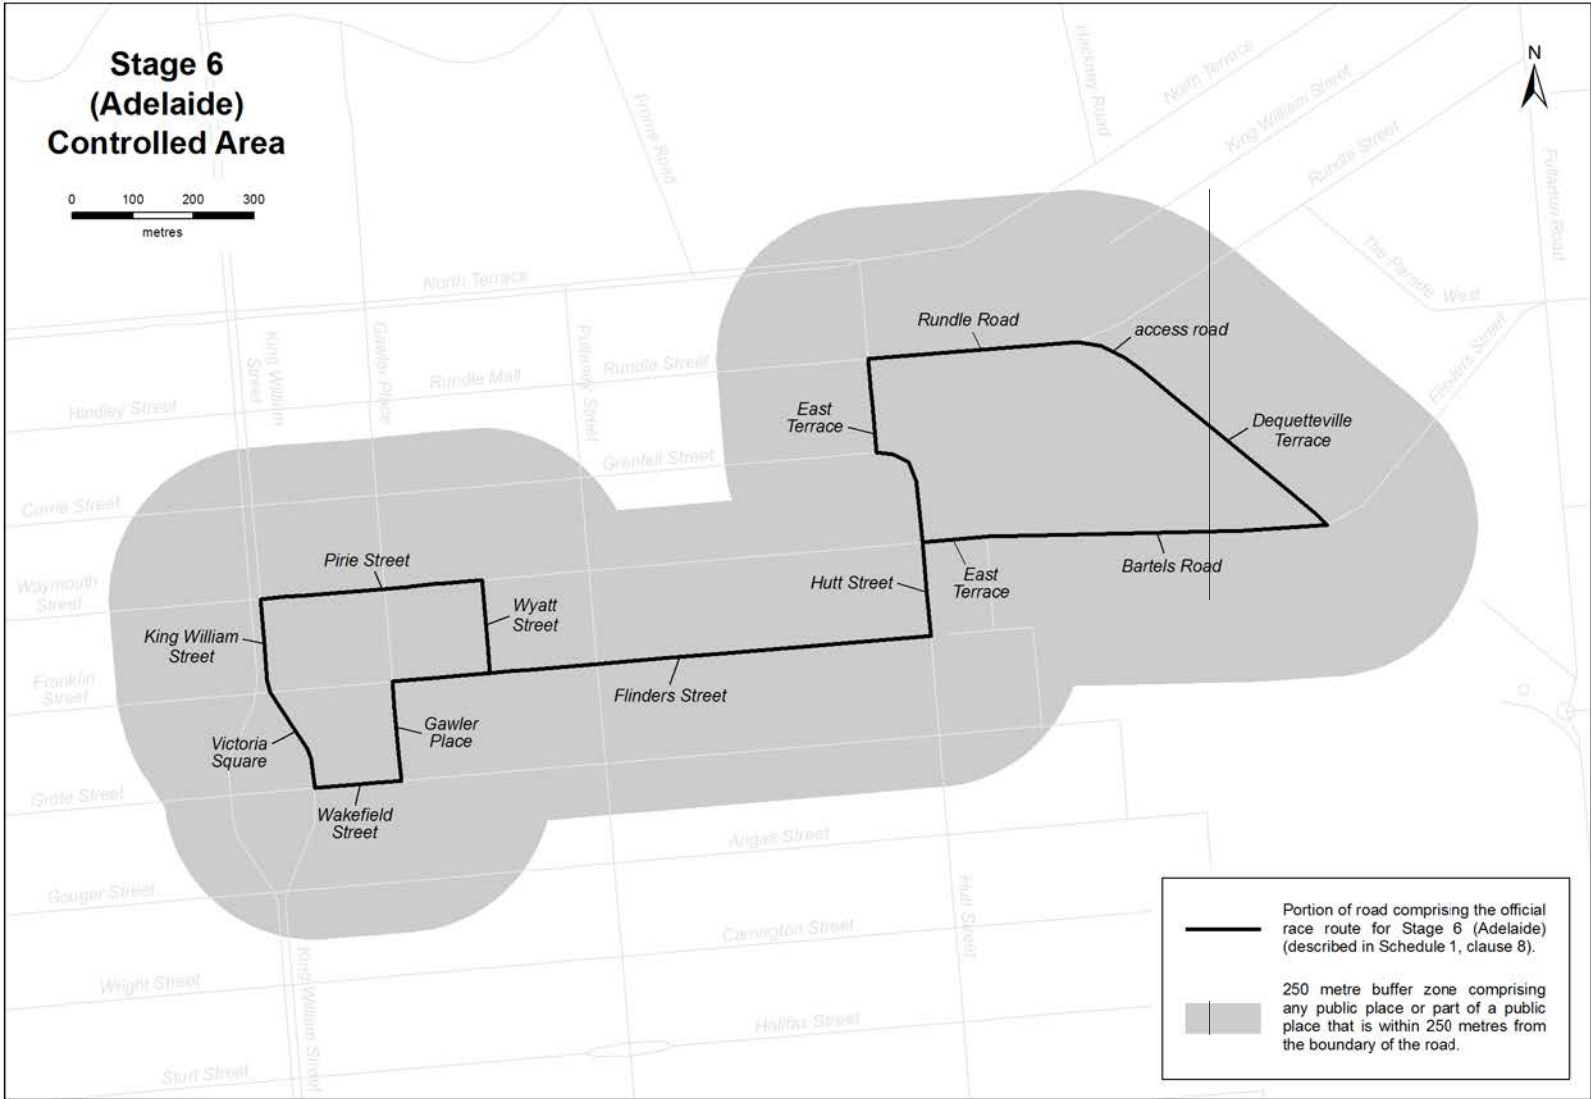 Stage 6
(Adelaide)
Controlled Area
0 100 200 300
metres
N
Hackney Road
North Terrace
King William Street
Rundle Street
Frome Road
Fullarton Road
The Parade West
Flinders Street
North Terrace
King William
Street
Gawler Place
Pulteney Street
Rundle Mall
Rundle Street
Hindley Street
Grenfell Street
Currie Street
Waymouth
Street
Franklin
Street
Grote Street
Gouger Street
Wright Street
Sturt Street
King William Street
Angas Street
Carrington Street
Halifax Street
Hutt Street
Rundle Road
access road
East
Terrace
Dequetteville
Terrace
Bartels Road
East
Terrace
Hutt Street
Pirie Street
Wyatt
Street
King William
Street
Flinders Street
Gawler
Place
Victoria
Square
Wakefield
Street
Portion of road comprising the official
race route for Stage 6 (Adelaide)
(described in Schedule 1, clause 8).
250 metre buffer zone comprising
any public place or part of a public
place that is within 250 metres from
the boundary of the road.